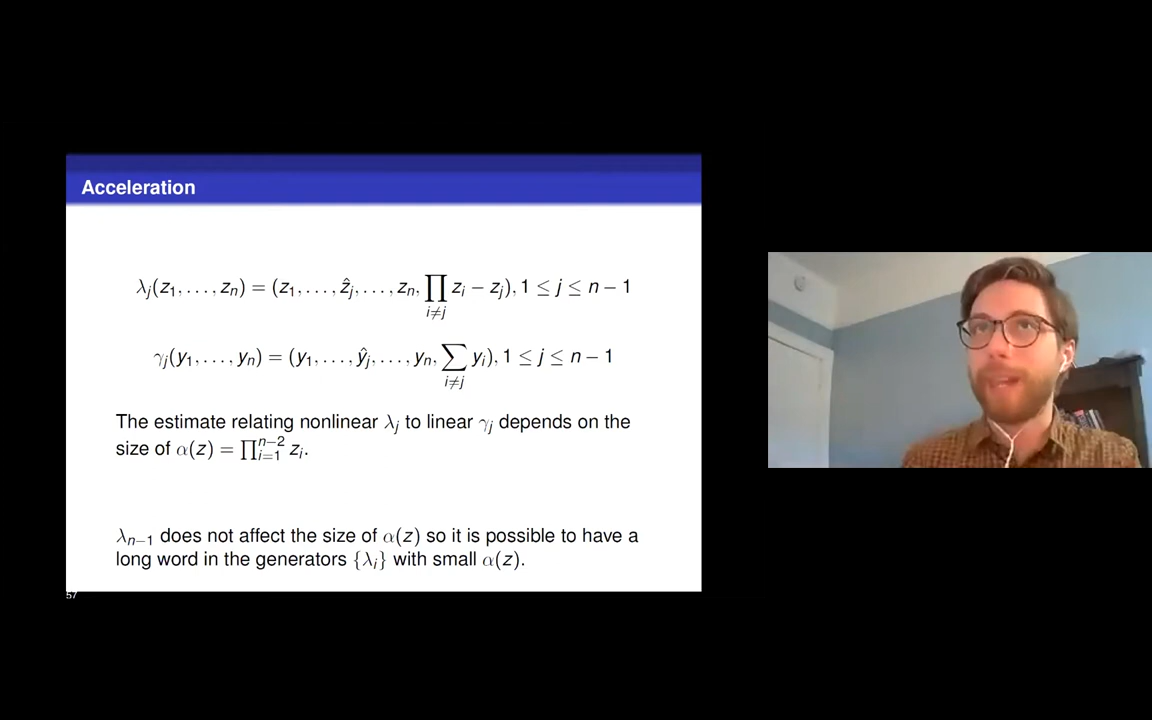 Acceleration
λ_j(z_1, . . . , z_n) = (z_1, . . . , ẑ_j, . . . , z_n, ∏_{i≠j} z_i − z_j), 1 ≤ j ≤ n − 1
γ_j(y_1, . . . , y_n) = (y_1, . . . , ŷ_j, . . . , y_n, ∑_{i≠j} y_i), 1 ≤ j ≤ n − 1
The estimate relating nonlinear λ_j to linear γ_j depends on the
size of α(z) = ∏_{i=1}^{n−2} z_i.
λ_{n−1} does not affect the size of α(z) so it is possible to have a
long word in the generators {λ_i} with small α(z).
57